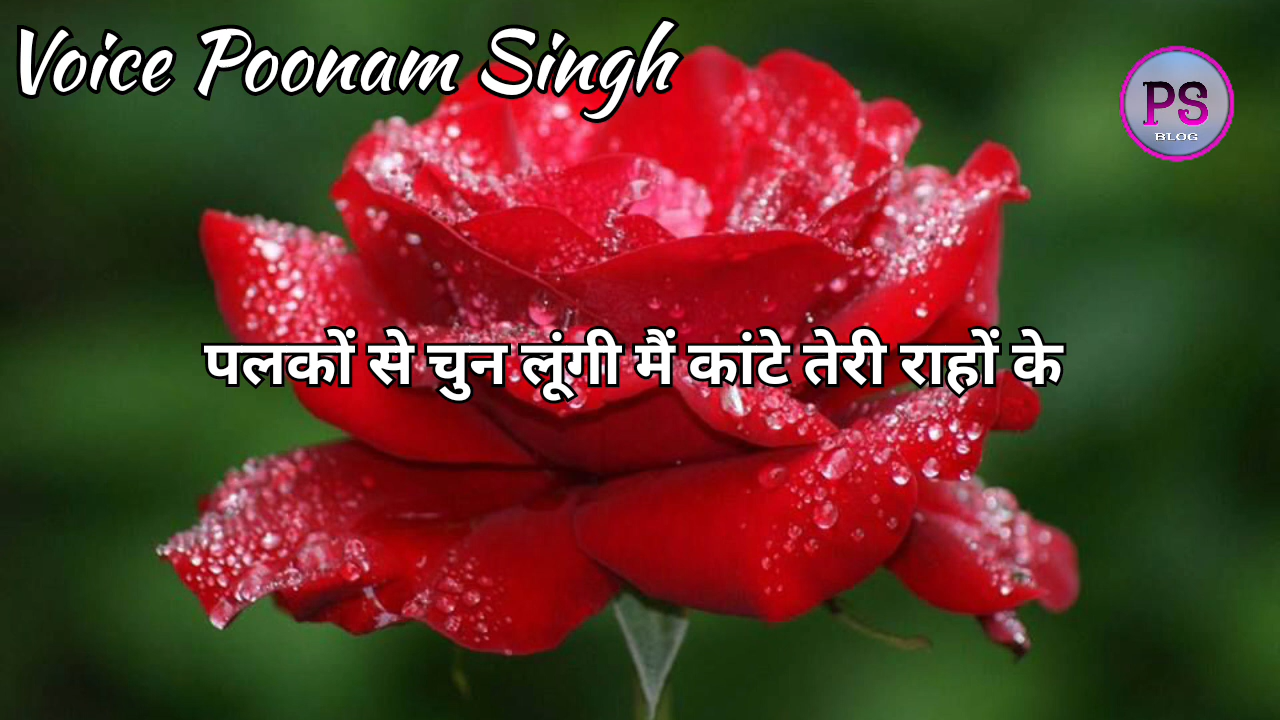 Voice Poonam Singh
PS
BLOG
पलकों से चुन लूंगी मैं कांटे तेरी राहों के